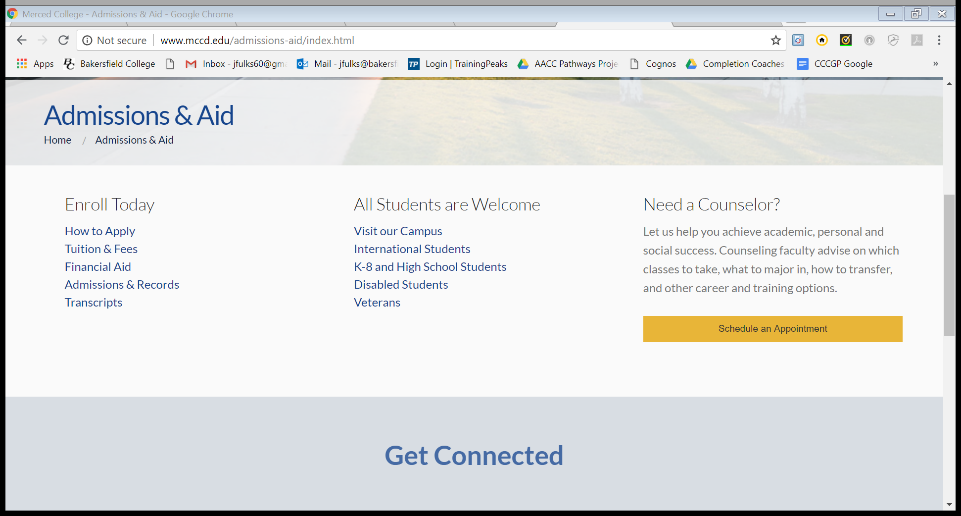 Merced College - Admissions & Aid - Google Chrome
Not secure | www.mccd.edu/admissions-aid/index.html
Apps Bakersfield College Inbox - jfulks60@gm Mail - jfulks@bakers Login | TrainingPeaks AACC Pathways Proje Cognos Completion Coaches CCCGP Google »
Admissions & Aid
Home / Admissions & Aid
Enroll Today
How to Apply
Tuition & Fees
Financial Aid
Admissions & Records
Transcripts
All Students are Welcome
Visit our Campus
International Students
K-8 and High School Students
Disabled Students
Veterans
Need a Counselor?
Let us help you achieve academic, personal and
social success. Counseling faculty advise on which
classes to take, what to major in, how to transfer,
and other career and training options.
Schedule an Appointment
Get Connected